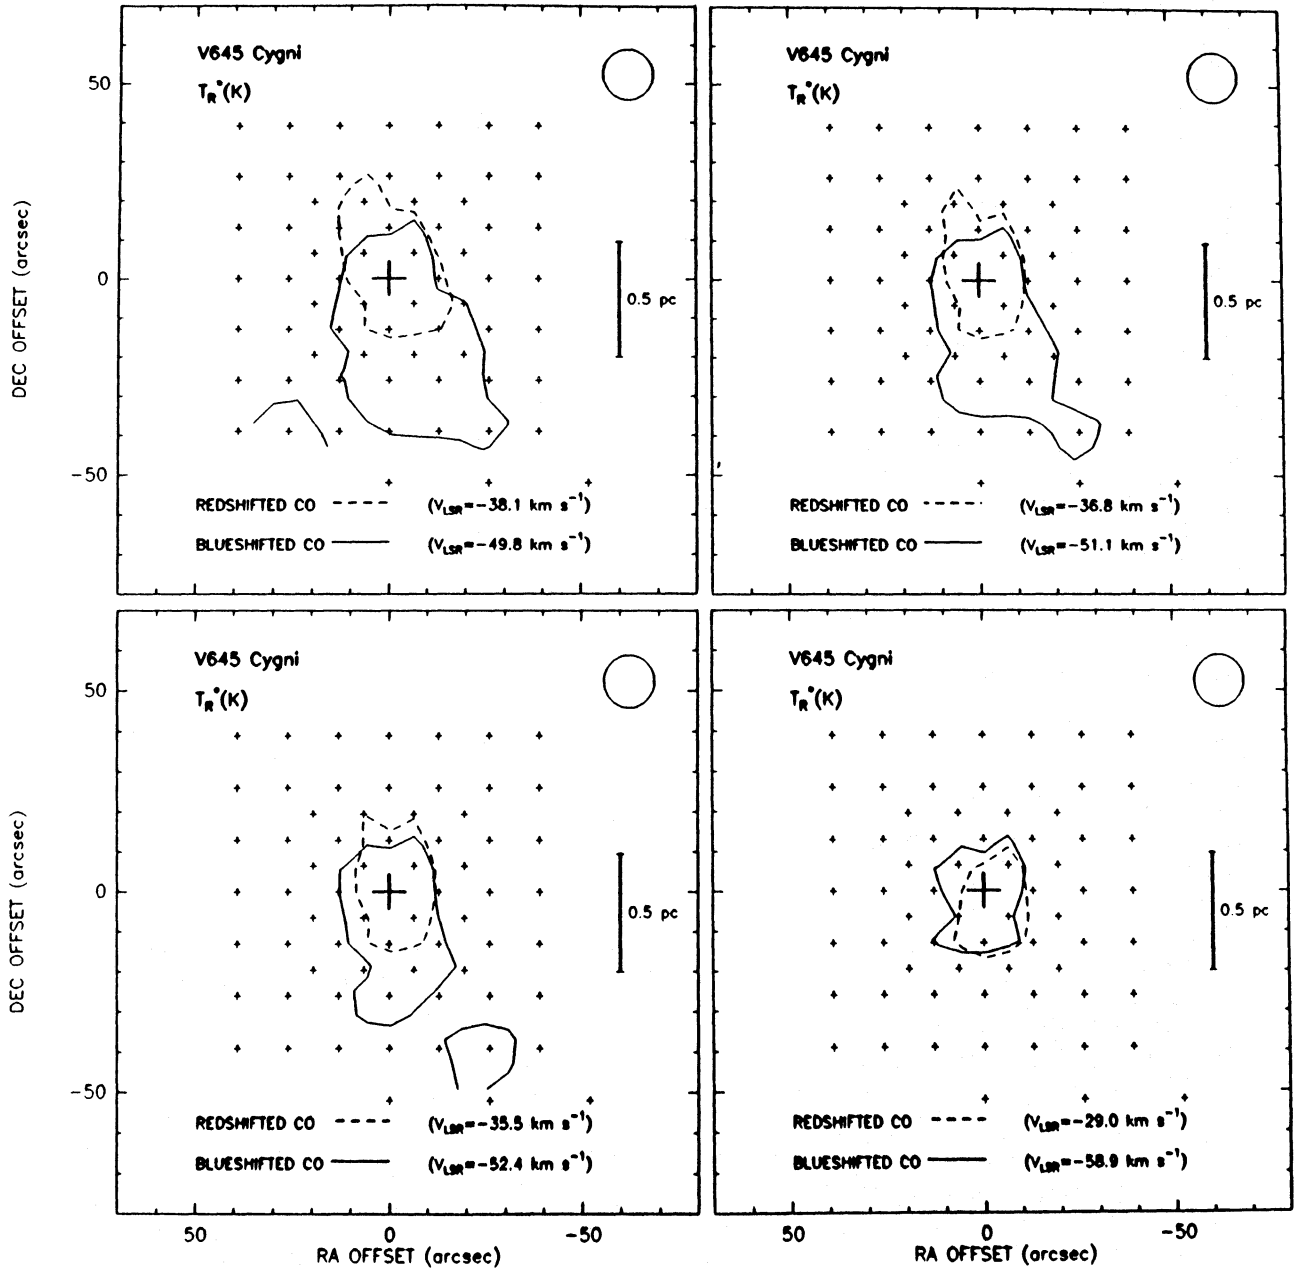 V645 Cygni
T_R*(K)
50
0
−50
DEC OFFSET (arcsec)
0.5 pc
REDSHIFTED CO (V_LSR=−38.1 km s⁻¹)
BLUESHIFTED CO (V_LSR=−49.8 km s⁻¹)
V645 Cygni
T_R*(K)
0.5 pc
REDSHIFTED CO (V_LSR=−36.8 km s⁻¹)
BLUESHIFTED CO (V_LSR=−51.1 km s⁻¹)
V645 Cygni
T_R*(K)
50
0
−50
DEC OFFSET (arcsec)
0.5 pc
REDSHIFTED CO (V_LSR=−35.5 km s⁻¹)
BLUESHIFTED CO (V_LSR=−52.4 km s⁻¹)
50 0 −50
RA OFFSET (arcsec)
V645 Cygni
T_R*(K)
0.5 pc
REDSHIFTED CO (V_LSR=−29.0 km s⁻¹)
BLUESHIFTED CO (V_LSR=−58.9 km s⁻¹)
50 0 −50
RA OFFSET (arcsec)